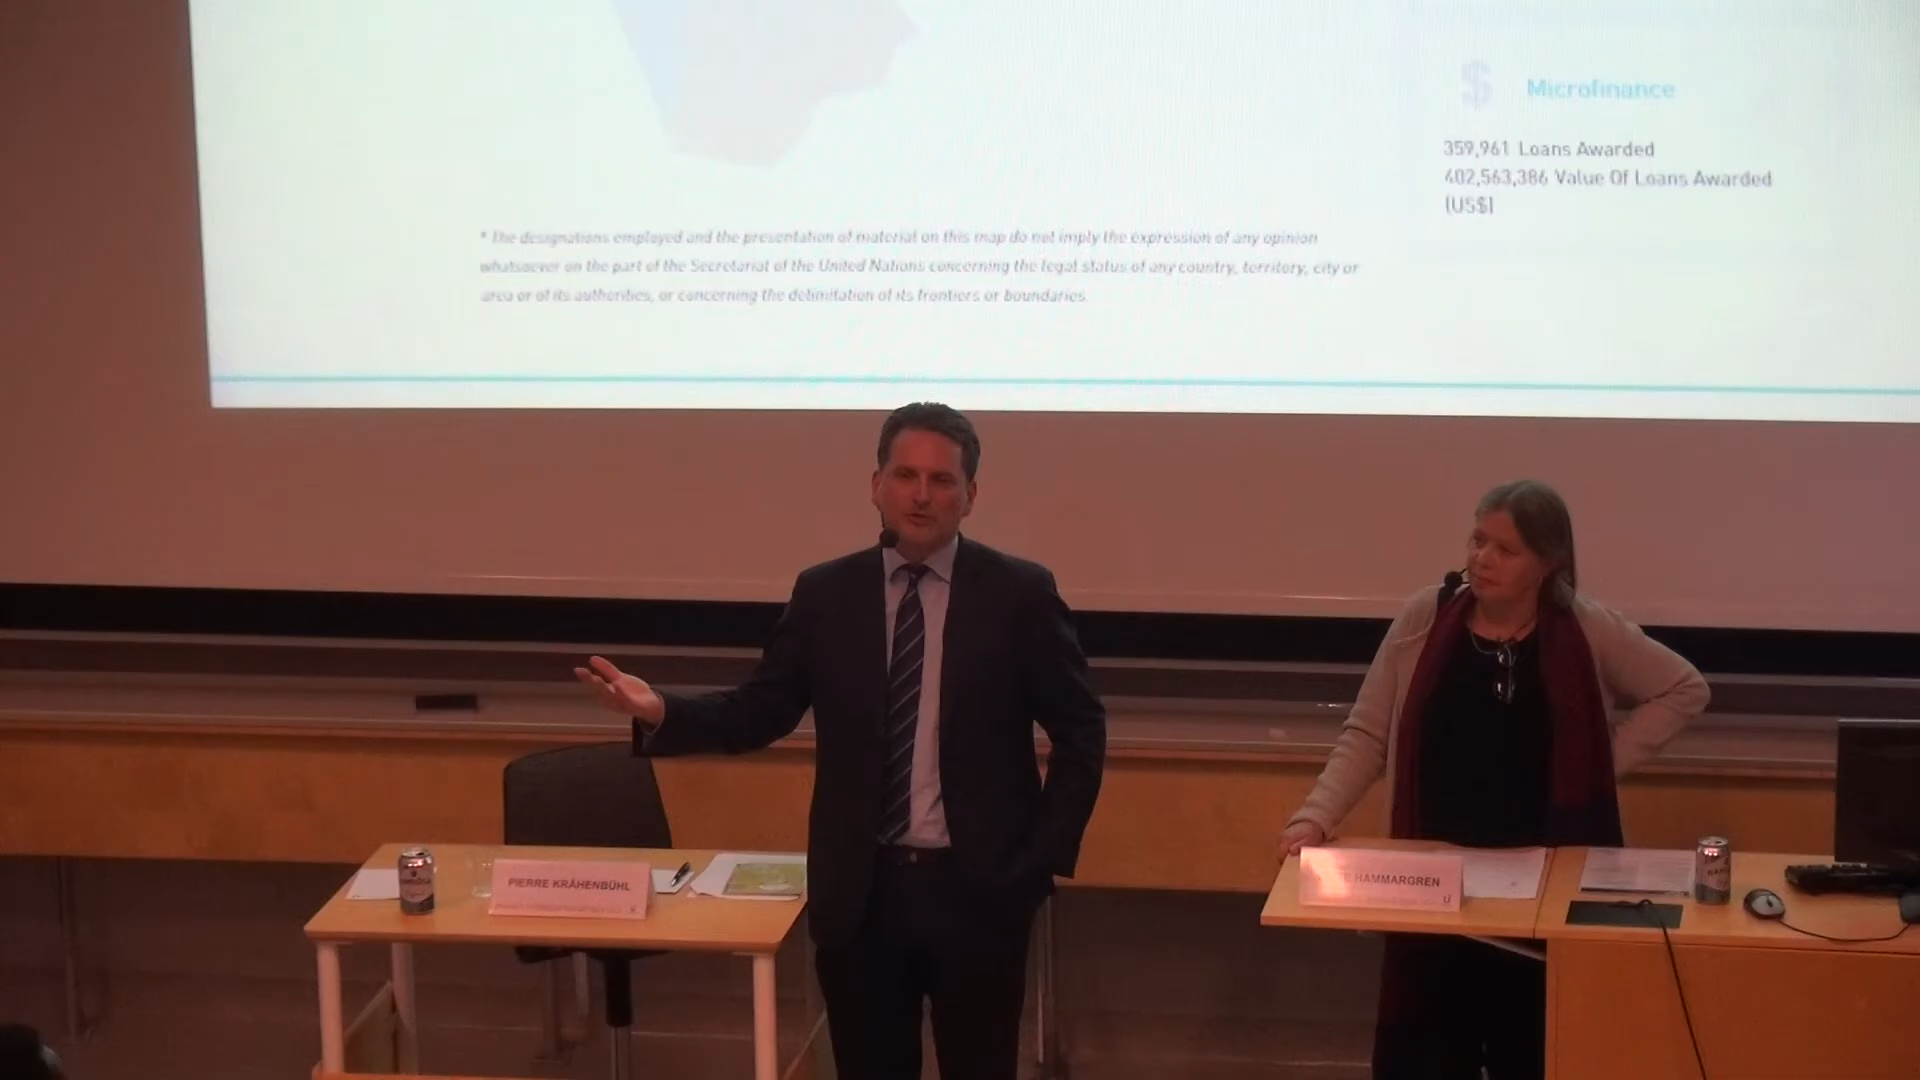 Microfinance
359,961 Loans Awarded
402,563,386 Value Of Loans Awarded
(US$)
* The designations employed and the presentation of material on this map do not imply the expression of any opinion
whatsoever on the part of the Secretariat of the United Nations concerning the legal status of any country, territory, city or
area or of its authorities, or concerning the delimitation of its frontiers or boundaries.
PIERRE KRÄHENBÜHL
HAMMARGREN